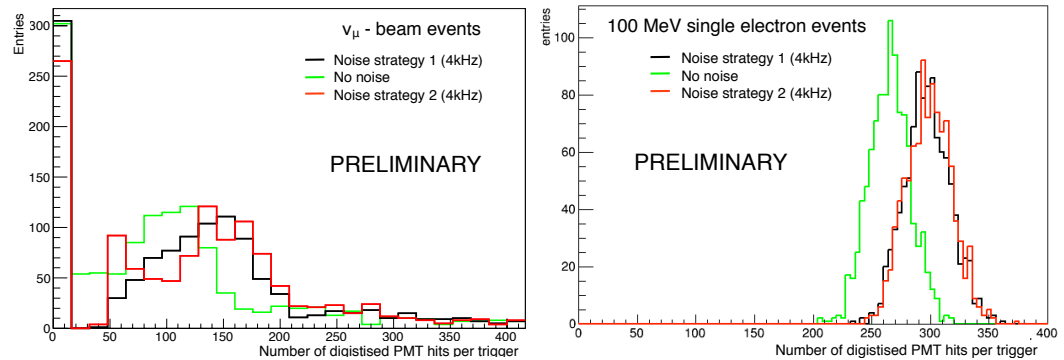 Entries
300
250
200
150
100
50
0
ν_μ - beam events
Noise strategy 1 (4kHz)
No noise
Noise strategy 2 (4kHz)
PRELIMINARY
0 50 100 150 200 250 300 350 400
Number of digitised PMT hits per trigger
entries
100
80
60
40
20
0
100 MeV single electron events
Noise strategy 1 (4kHz)
No noise
Noise strategy 2 (4kHz)
PRELIMINARY
0 50 100 150 200 250 300 350 400
Number of digitised PMT hits per trigger